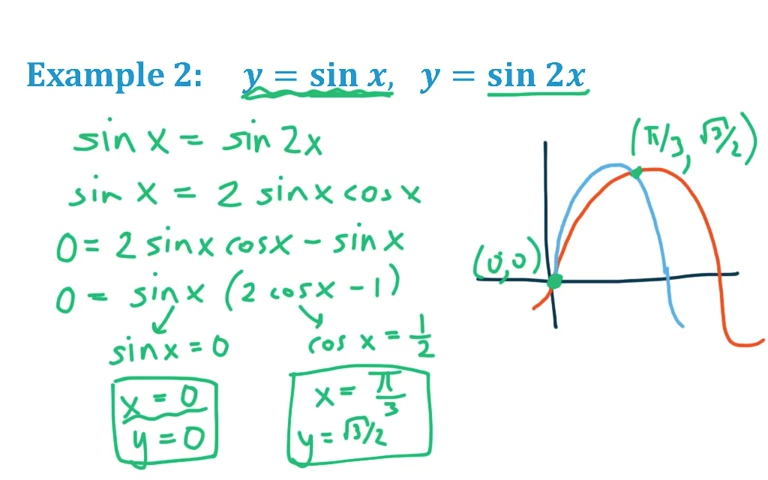 Example 2: y = sin x, y = sin 2x
sin x = sin 2x
sin x = 2 sin x cos x
0 = 2 sin x cos x − sin x
0 = sin x (2 cos x − 1)
sin x = 0
x = 0
y = 0
cos x = 1/2
x = π/3
y = √3/2
(π/3, √3/2)
(0,0)